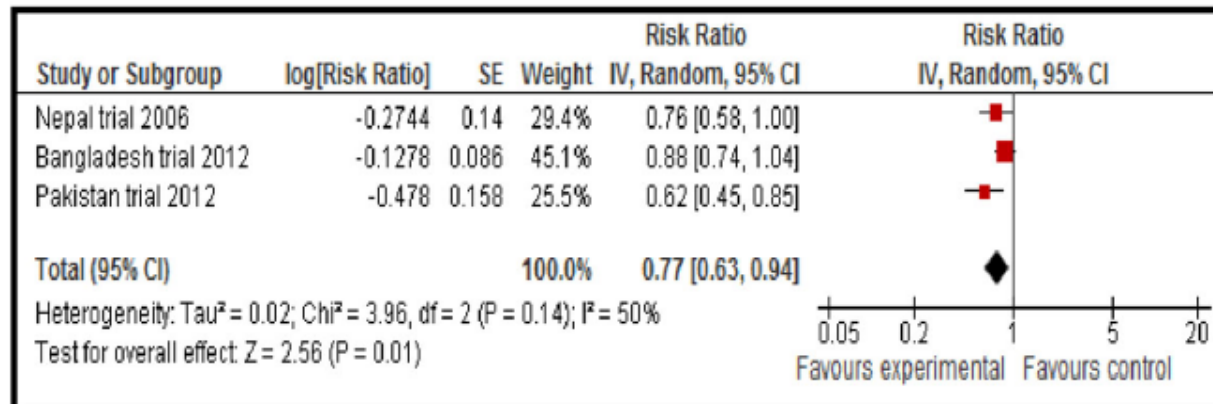 Risk Ratio Risk Ratio
Study or Subgroup log[Risk Ratio] SE Weight IV, Random, 95% CI IV, Random, 95% CI
Nepal trial 2006 -0.2744 0.14 29.4% 0.76 [0.58, 1.00]
Bangladesh trial 2012 -0.1278 0.086 45.1% 0.88 [0.74, 1.04]
Pakistan trial 2012 -0.478 0.158 25.5% 0.62 [0.45, 0.85]
Total (95% CI) 100.0% 0.77 [0.63, 0.94]
Heterogeneity: Tau² = 0.02; Chi² = 3.96, df = 2 (P = 0.14); I² = 50%
Test for overall effect: Z = 2.56 (P = 0.01)
0.05 0.2 1 5 20
Favours experimental Favours control